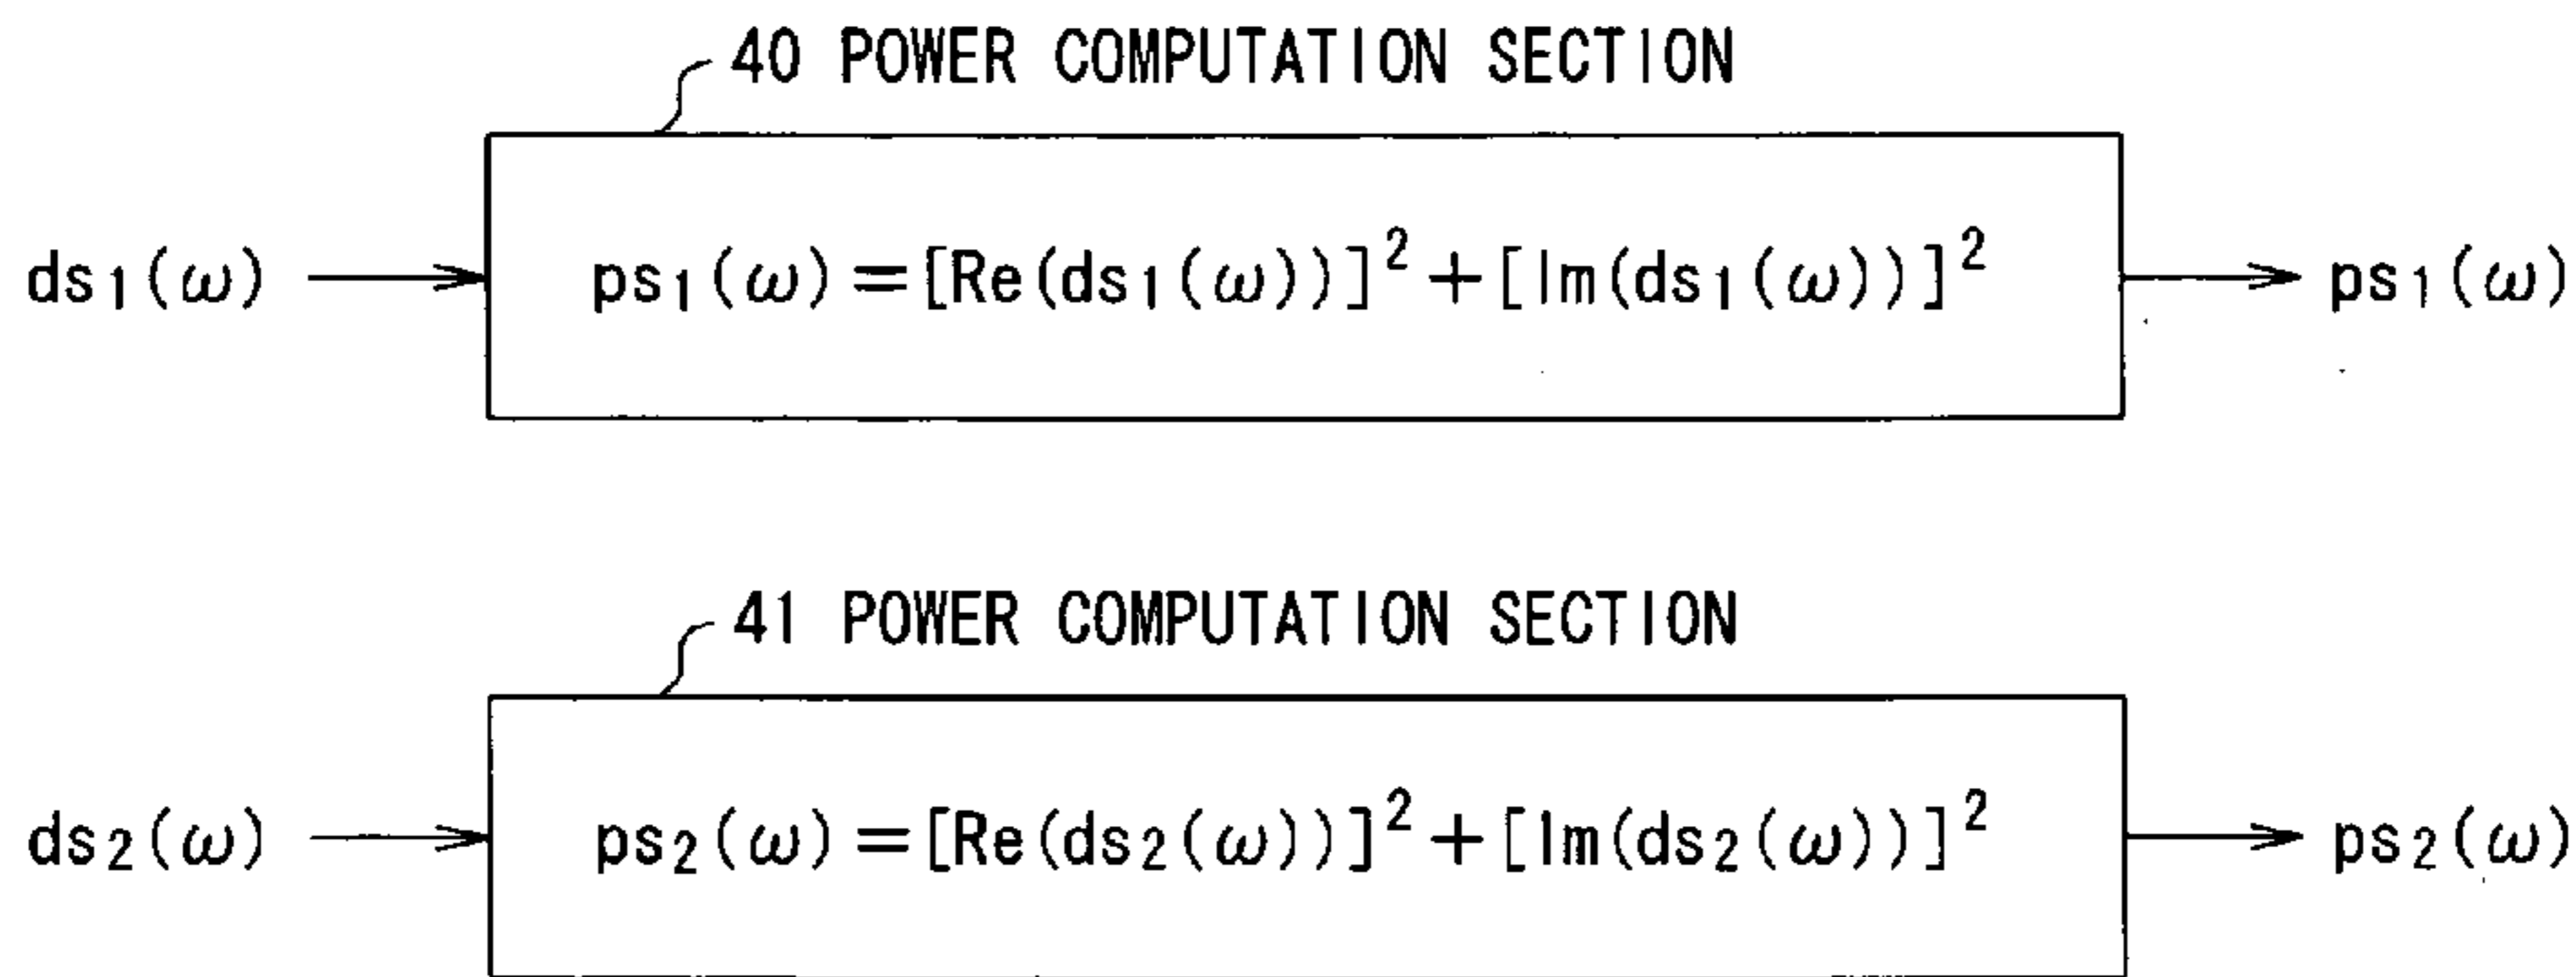 40 POWER COMPUTATION SECTION
ds₁(ω) ps₁(ω)=[Re(ds₁(ω))]²+[Im(ds₁(ω))]² ps₁(ω)
41 POWER COMPUTATION SECTION
ds₂(ω) ps₂(ω)=[Re(ds₂(ω))]²+[Im(ds₂(ω))]² ps₂(ω)